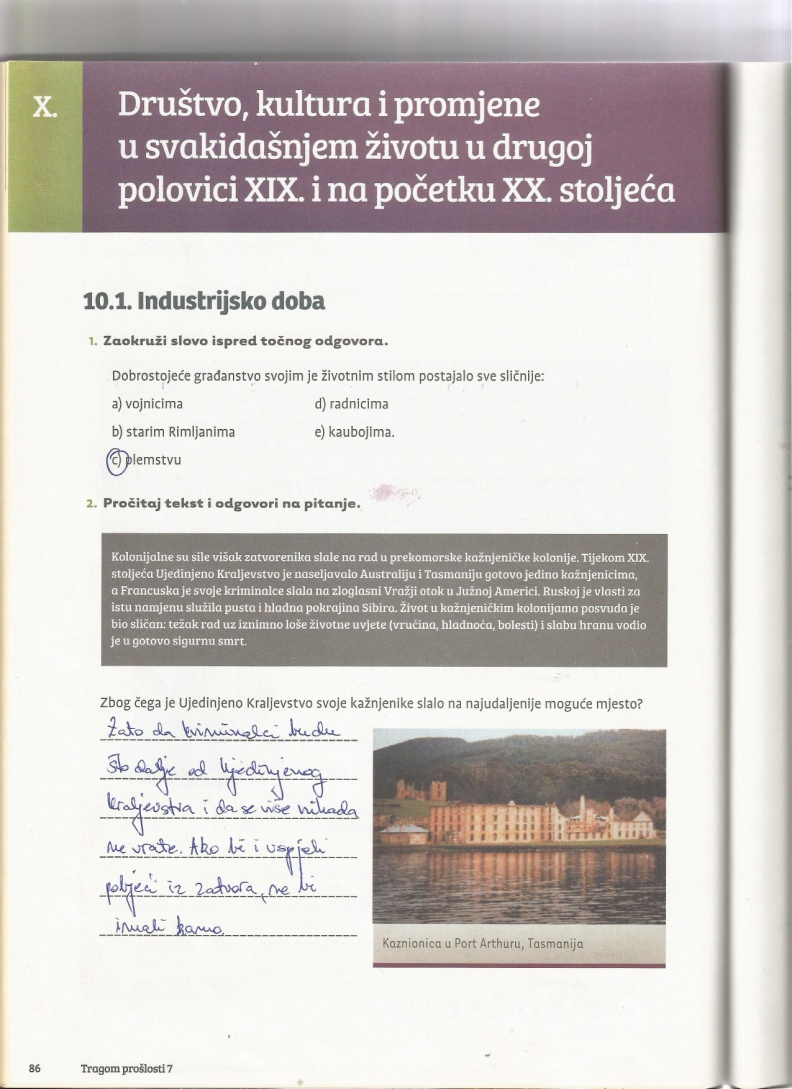 X.
Društvo, kultura i promjene
u svakidašnjem životu u drugoj
polovici XIX. i na početku XX. stoljeća
10.1. Industrijsko doba
1. Zaokruži slovo ispred točnog odgovora.
Dobrostojeće građanstvo svojim je životnim stilom postajalo sve sličnije:
a) vojnicima
b) starim Rimljanima
c) plemstvu
d) radnicima
e) kaubojima.
2. Pročitaj tekst i odgovori na pitanje.
Kolonijalne su sile višak zatvorenika slale na rad u prekomorske kažnjeničke kolonije. Tijekom XIX.
stoljeća Ujedinjeno Kraljevstvo je naseljavalo Australiju i Tasmaniju gotovo jedino kažnjenicima,
a Francuska je svoje kriminalce slala na zloglasni Vražji otok u Južnoj Americi. Ruskoj je vlasti za
istu namjenu služila pusta i hladna pokrajina Sibira. Život u kažnjeničkim kolonijama posvuda je
bio sličan: težak rad uz iznimno loše životne uvjete (vrućina, hladnoća, bolesti) i slabu hranu vodio
je u gotovo sigurnu smrt.
Zbog čega je Ujedinjeno Kraljevstvo svoje kažnjenike slalo na najudaljenije moguće mjesto?
Zato da kriminalci budu
što dalje od Ujedinjenog
kraljevstva i da se više nikada
ne vrate. Ako bi i uspjeli
pobjeći iz zatvora, ne bi
imali kamo.
Kaznionica u Port Arthuru, Tasmanija
86 Tragom prošlosti 7